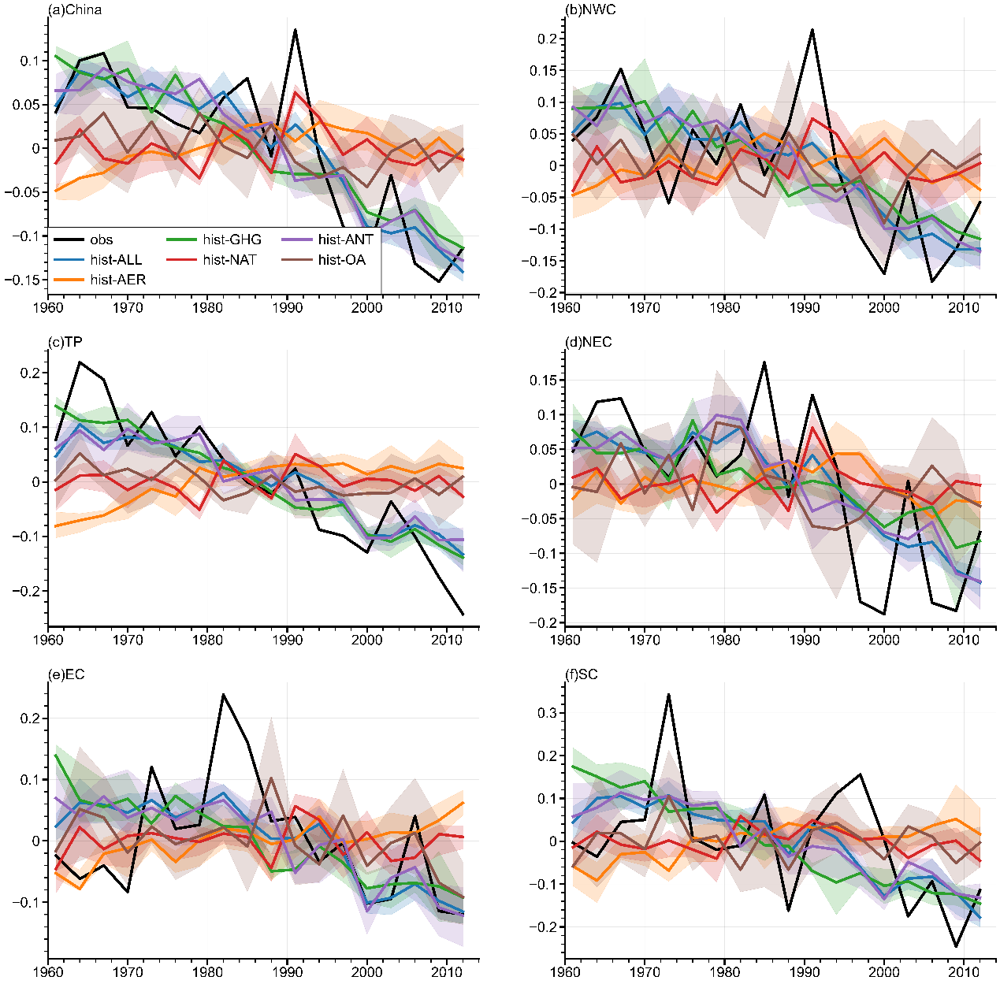 (a)China
0.1
0.05
0
−0.05
−0.1
−0.15
1960 1970 1980 1990 2000 2010
obs hist-GHG hist-ANT
hist-ALL hist-NAT hist-OA
hist-AER
(b)NWC
0.2
0.15
0.1
0.05
0
−0.05
−0.1
−0.15
−0.2
1960 1970 1980 1990 2000 2010
(c)TP
0.2
0.1
0
−0.1
−0.2
1960 1970 1980 1990 2000 2010
(d)NEC
0.15
0.1
0.05
0
−0.05
−0.1
−0.15
−0.2
1960 1970 1980 1990 2000 2010
(e)EC
0.2
0.1
0
−0.1
1960 1970 1980 1990 2000 2010
(f)SC
0.3
0.2
0.1
0
−0.1
−0.2
1960 1970 1980 1990 2000 2010